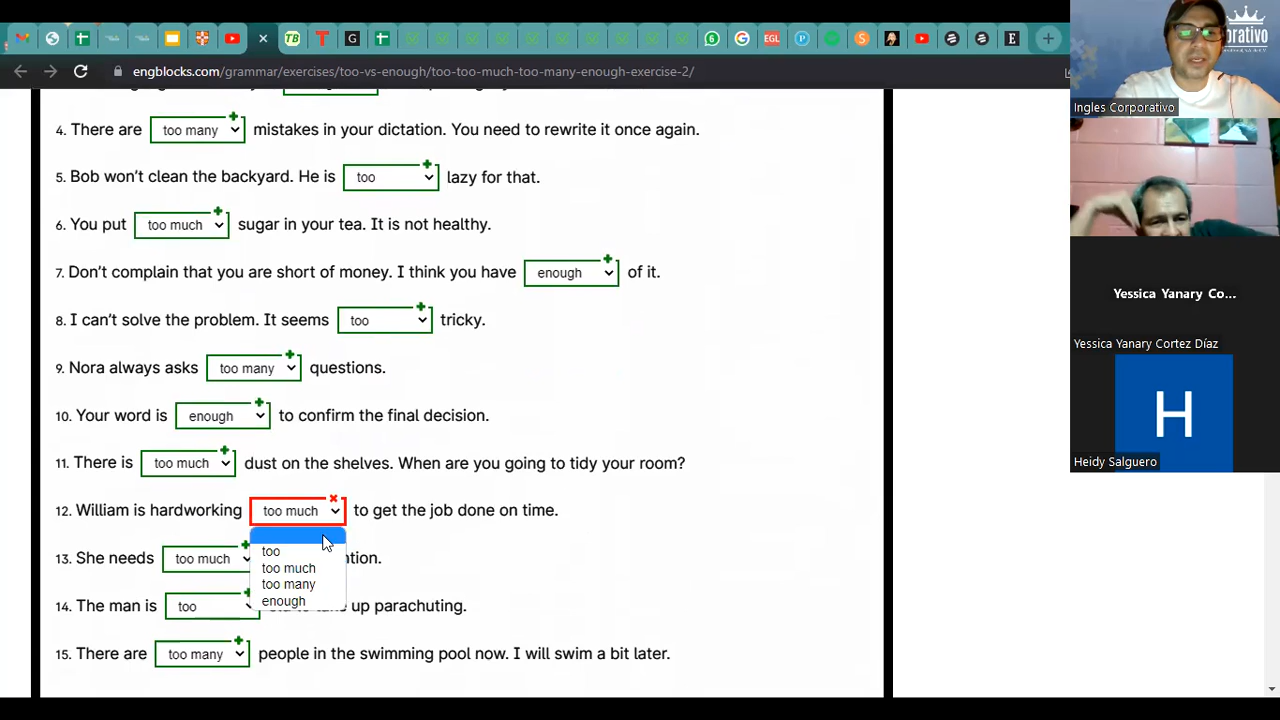 engblocks.com/grammar/exercises/too-vs-enough/too-too-much-too-many-enough-exercise-2/
4. There are too many mistakes in your dictation. You need to rewrite it once again.
5. Bob won't clean the backyard. He is too lazy for that.
6. You put too much sugar in your tea. It is not healthy.
7. Don't complain that you are short of money. I think you have enough of it.
8. I can't solve the problem. It seems too tricky.
9. Nora always asks too many questions.
10. Your word is enough to confirm the final decision.
11. There is too much dust on the shelves. When are you going to tidy your room?
12. William is hardworking too much to get the job done on time.
too
too much
too many
enough
13. She needs too much
14. The man is too up parachuting.
15. There are too many people in the swimming pool now. I will swim a bit later.
Ingles Corporativo
Yessica Yanary Co...
Yessica Yanary Cortez Díaz
H
Heidy Salguero